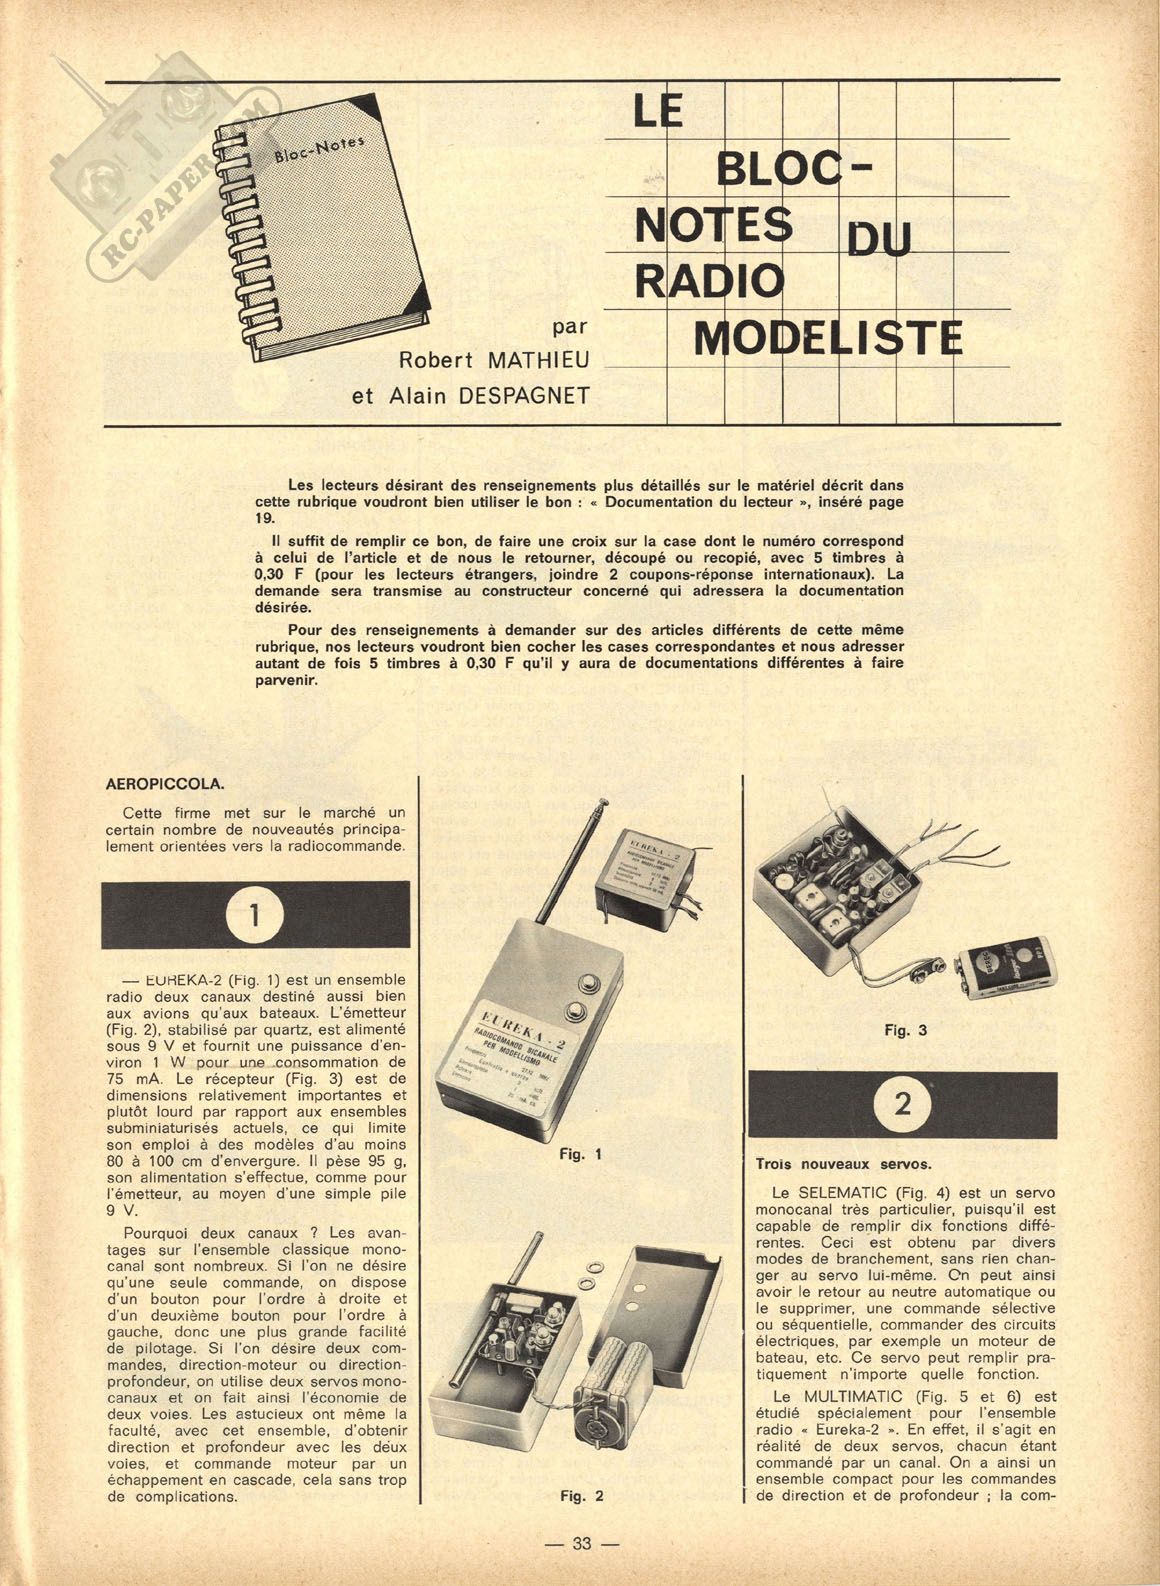 RC-PAPER.COM
Bloc-Notes
LE
BLOC-
NOTES DU
RADIO
MODELISTE
par
Robert MATHIEU
et Alain DESPAGNET
Les lecteurs désirant des renseignements plus détaillés sur le matériel décrit dans
cette rubrique voudront bien utiliser le bon : « Documentation du lecteur », inséré page
19.
Il suffit de remplir ce bon, de faire une croix sur la case dont le numéro correspond
à celui de l'article et de nous le retourner, découpé ou recopié, avec 5 timbres à
0,30 F (pour les lecteurs étrangers, joindre 2 coupons-réponse internationaux). La
demande sera transmise au constructeur concerné qui adressera la documentation
désirée.
Pour des renseignements à demander sur des articles différents de cette même
rubrique, nos lecteurs voudront bien cocher les cases correspondantes et nous adresser
autant de fois 5 timbres à 0,30 F qu'il y aura de documentations différentes à faire
parvenir.
AEROPICCOLA.
Cette firme met sur le marché un
certain nombre de nouveautés principa-
lement orientées vers la radiocommande.
1
— EUREKA-2 (Fig. 1) est un ensemble
radio deux canaux destiné aussi bien
aux avions qu'aux bateaux. L'émetteur
(Fig. 2), stabilisé par quartz, est alimenté
sous 9 V et fournit une puissance d'en-
viron 1 W pour une consommation de
75 mA. Le récepteur (Fig. 3) est de
dimensions relativement importantes et
plutôt lourd par rapport aux ensembles
subminiaturisés actuels, ce qui limite
son emploi à des modèles d'au moins
80 à 100 cm d'envergure. Il pèse 95 g,
son alimentation s'effectue, comme pour
l'émetteur, au moyen d'une simple pile
9 V.
Pourquoi deux canaux ? Les avan-
tages sur l'ensemble classique mono-
canal sont nombreux. Si l'on ne désire
qu'une seule commande, on dispose
d'un bouton pour l'ordre à droite et
d'un deuxième bouton pour l'ordre à
gauche, donc une plus grande facilité
de pilotage. Si l'on désire deux com-
mandes, direction-moteur ou direction-
profondeur, on utilise deux servos mono-
canaux et on fait ainsi l'économie de
deux voies. Les astucieux ont même la
faculté, avec cet ensemble, d'obtenir
direction et profondeur avec les deux
voies, et commande moteur par un
échappement en cascade, cela sans trop
de complications.
EUREKA - 2
RADIOCOMANDO BICANALE
PER MODELLISMO
EUREKA - 2
RADIOCOMANDO BICANALE
PER MODELLISMO
Fig. 1
Fig. 2
Fig. 3
2
Trois nouveaux servos.
Le SELEMATIC (Fig. 4) est un servo
monocanal très particulier, puisqu'il est
capable de remplir dix fonctions diffé-
rentes. Ceci est obtenu par divers
modes de branchement, sans rien chan-
ger au servo lui-même. On peut ainsi
avoir le retour au neutre automatique ou
le supprimer, une commande sélective
ou séquentielle, commander des circuits
électriques, par exemple un moteur de
bateau, etc. Ce servo peut remplir pra-
tiquement n'importe quelle fonction.
Le MULTIMATIC (Fig. 5 et 6) est
étudié spécialement pour l'ensemble
radio « Eureka-2 ». En effet, il s'agit en
réalité de deux servos, chacun étant
commandé par un canal. On a ainsi un
ensemble compact pour les commandes
de direction et de profondeur ; la com-
— 33 —